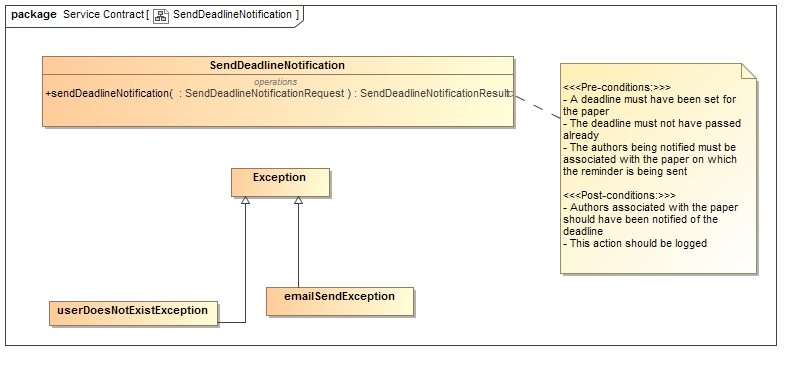 package Service Contract [ SendDeadlineNotification ]
SendDeadlineNotification
operations
+sendDeadlineNotification( : SendDeadlineNotificationRequest ) : SendDeadlineNotificationResult
<<<Pre-conditions:>>>
- A deadline must have been set for
the paper
- The deadline must not have passed
already
- The authors being notified must be
associated with the paper on which
the reminder is being sent
<<<Post-conditions:>>>
- Authors associated with the paper
should have been notified of the
deadline
- This action should be logged
Exception
emailSendException
userDoesNotExistException